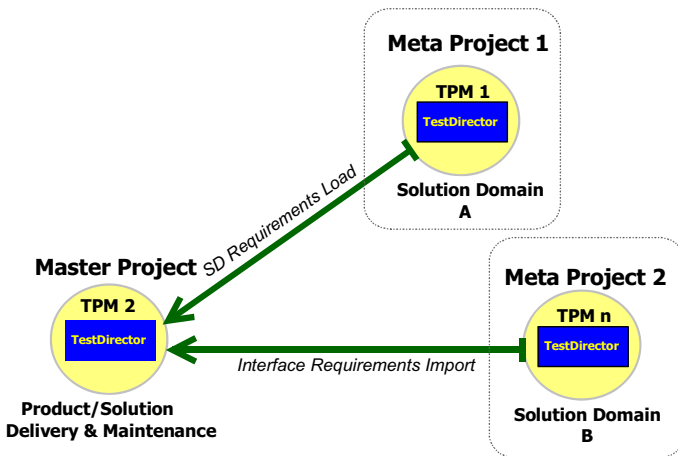 Meta Project 1
TPM 1
TestDirector
Solution Domain
A
SD Requirements Load
Master Project
TPM 2
TestDirector
Product/Solution
Delivery & Maintenance
Interface Requirements Import
Meta Project 2
TPM n
TestDirector
Solution Domain
B